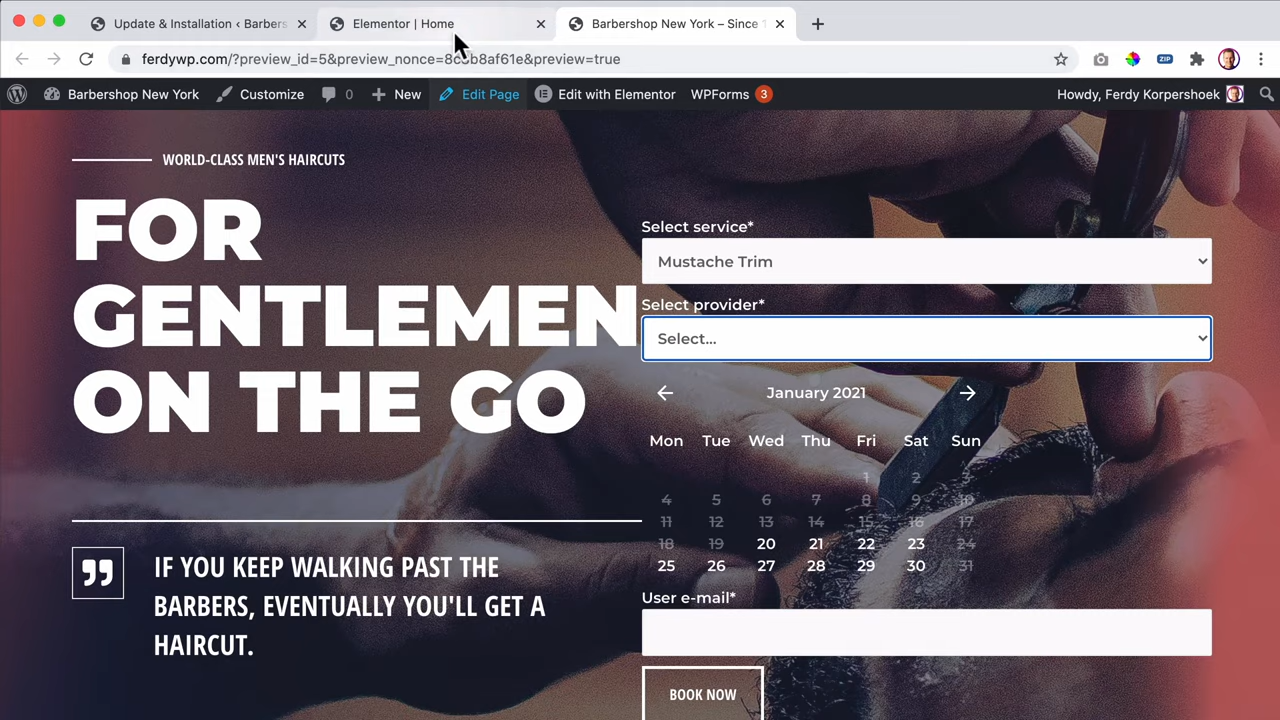 Update & Installation ‹ Barbers
Elementor | Home
Barbershop New York – Since 1
ferdywp.com/?preview_id=5&preview_nonce=8c3b8af61e&preview=true
ZIP
Barbershop New York
Customize
0
New
Edit Page
Edit with Elementor
WPForms 3
Howdy, Ferdy Korpershoek
WORLD-CLASS MEN'S HAIRCUTS
FOR
GENTLEMEN
ON THE GO
IF YOU KEEP WALKING PAST THE
BARBERS, EVENTUALLY YOU'LL GET A
HAIRCUT.
Select service*
Mustache Trim
Select provider*
Select...
January 2021
Mon Tue Wed Thu Fri Sat Sun
1 2 3
4 5 6 7 8 9 10
11 12 13 14 15 16 17
18 19 20 21 22 23 24
25 26 27 28 29 30 31
User e-mail*
BOOK NOW